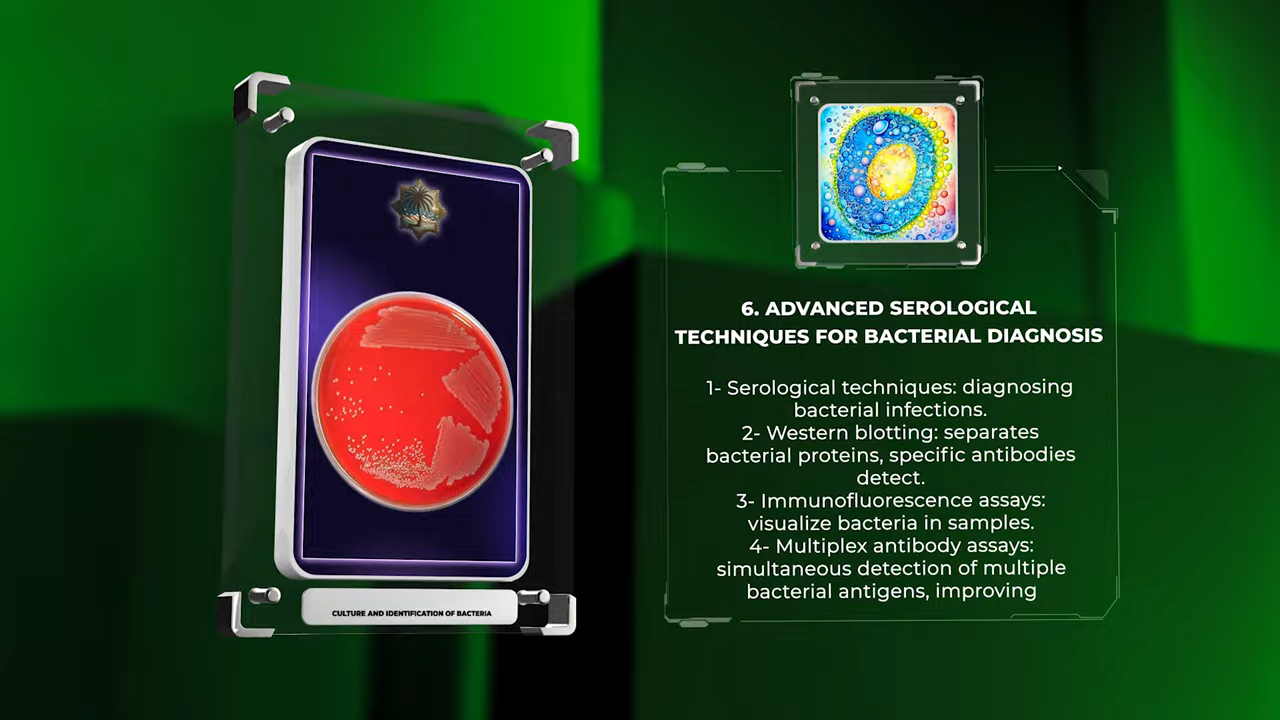 CULTURE AND IDENTIFICATION OF BACTERIA
6. ADVANCED SEROLOGICAL
TECHNIQUES FOR BACTERIAL DIAGNOSIS
1- Serological techniques: diagnosing
bacterial infections.
2- Western blotting: separates
bacterial proteins, specific antibodies
detect.
3- Immunofluorescence assays:
visualize bacteria in samples.
4- Multiplex antibody assays:
simultaneous detection of multiple
bacterial antigens, improving